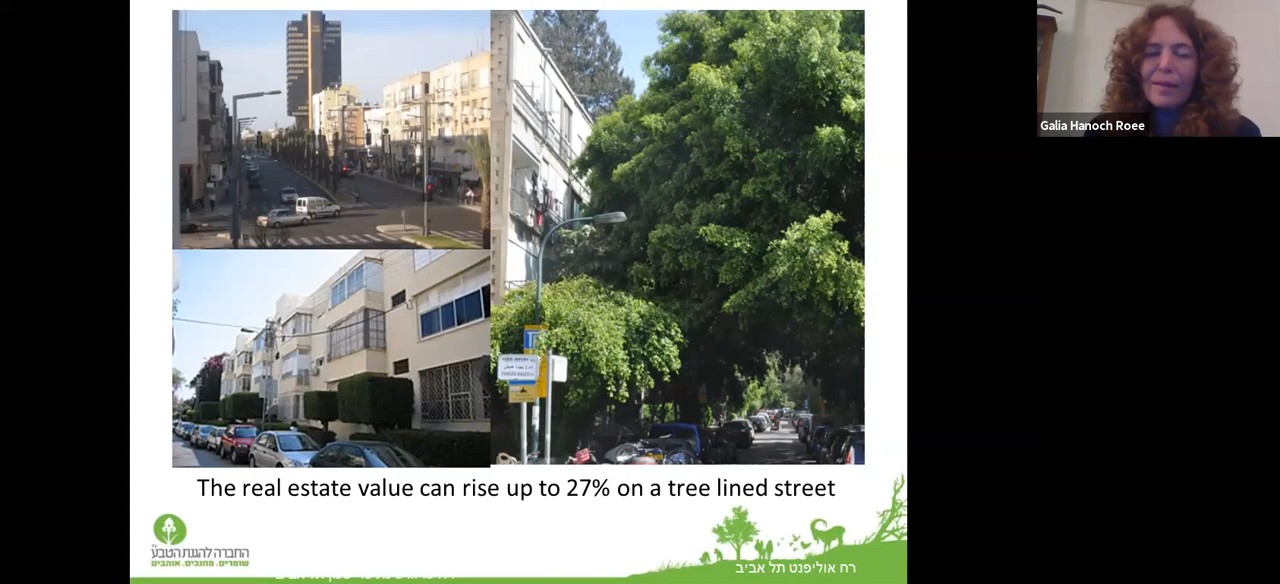 Galia Hanoch Roee
The real estate value can rise up to 27% on a tree lined street
החברה להגנת הטבע
שומרים. מחנכים. אוהבים.
רח אוליפנט תל אביב